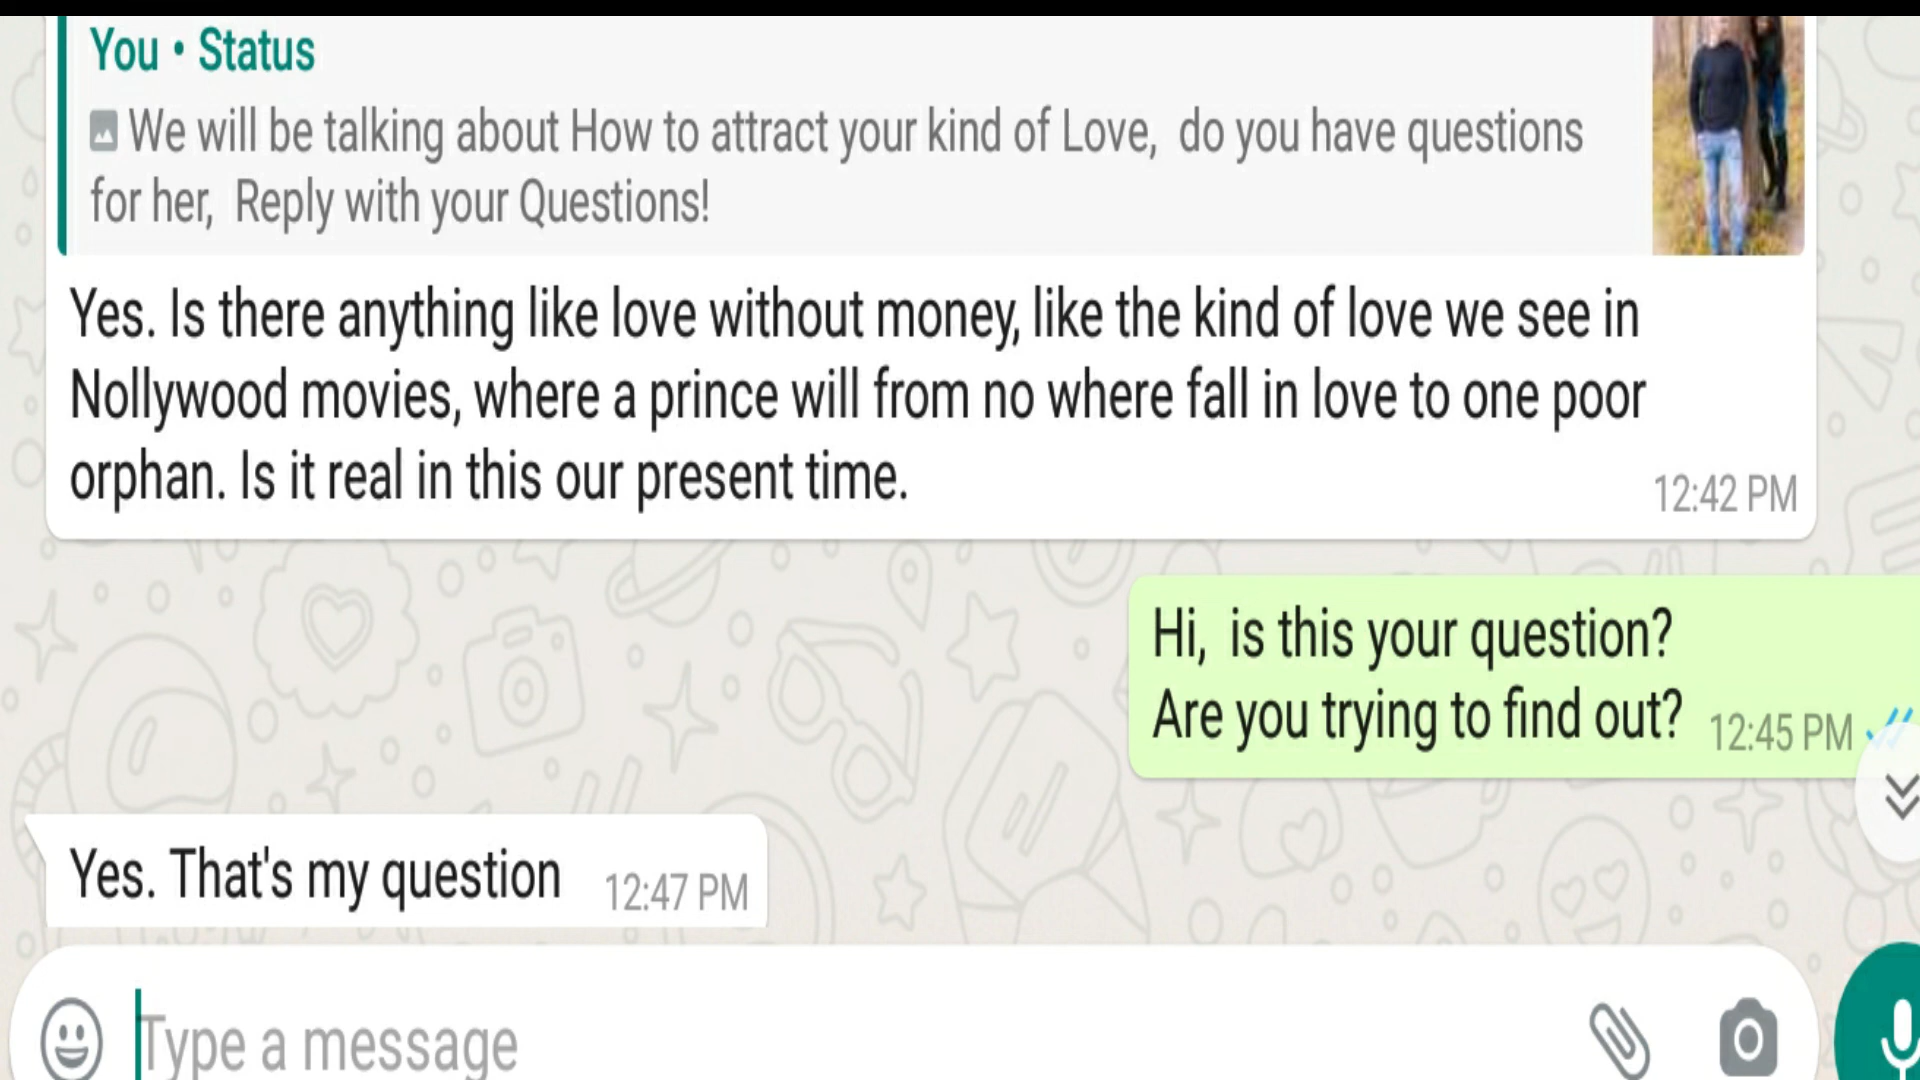 You • Status
We will be talking about How to attract your kind of Love, do you have questions
for her, Reply with your Questions!
Yes. Is there anything like love without money, like the kind of love we see in
Nollywood movies, where a prince will from no where fall in love to one poor
orphan. Is it real in this our present time.
12:42 PM
Hi, is this your question?
Are you trying to find out? 12:45 PM
Yes. That's my question 12:47 PM
Type a message